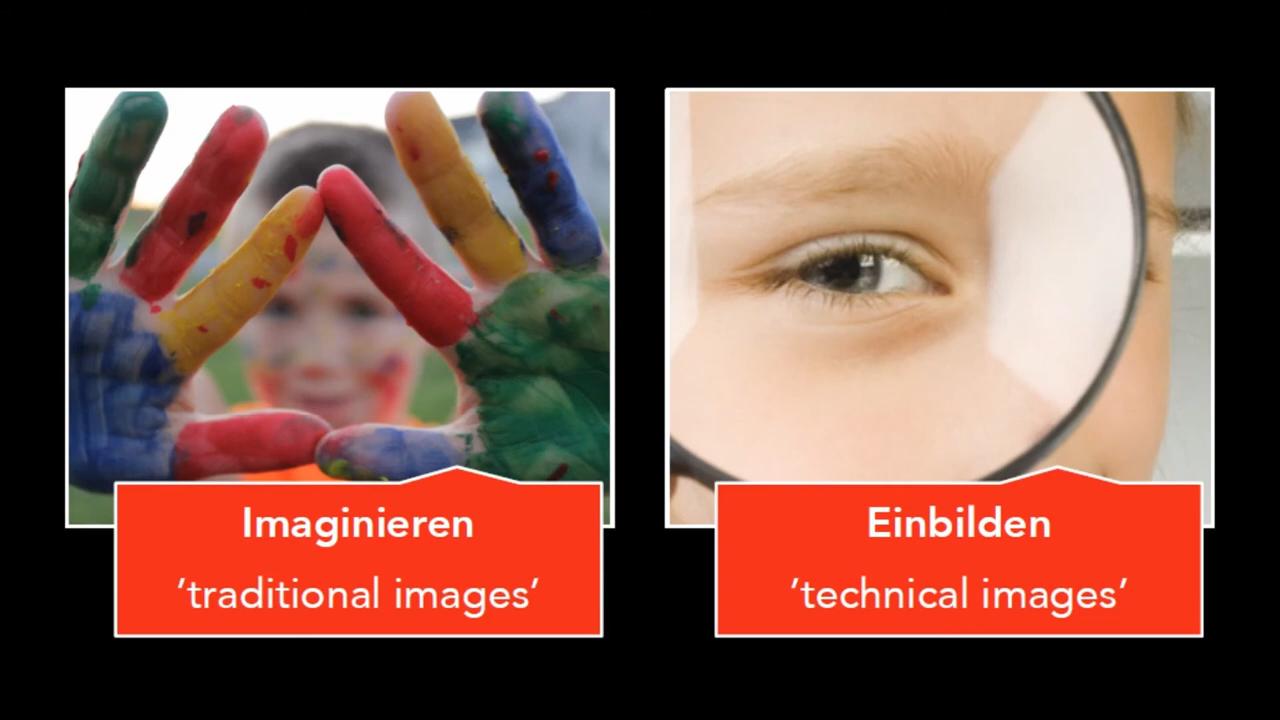 Imaginieren
’traditional images’
Einbilden
’technical images’